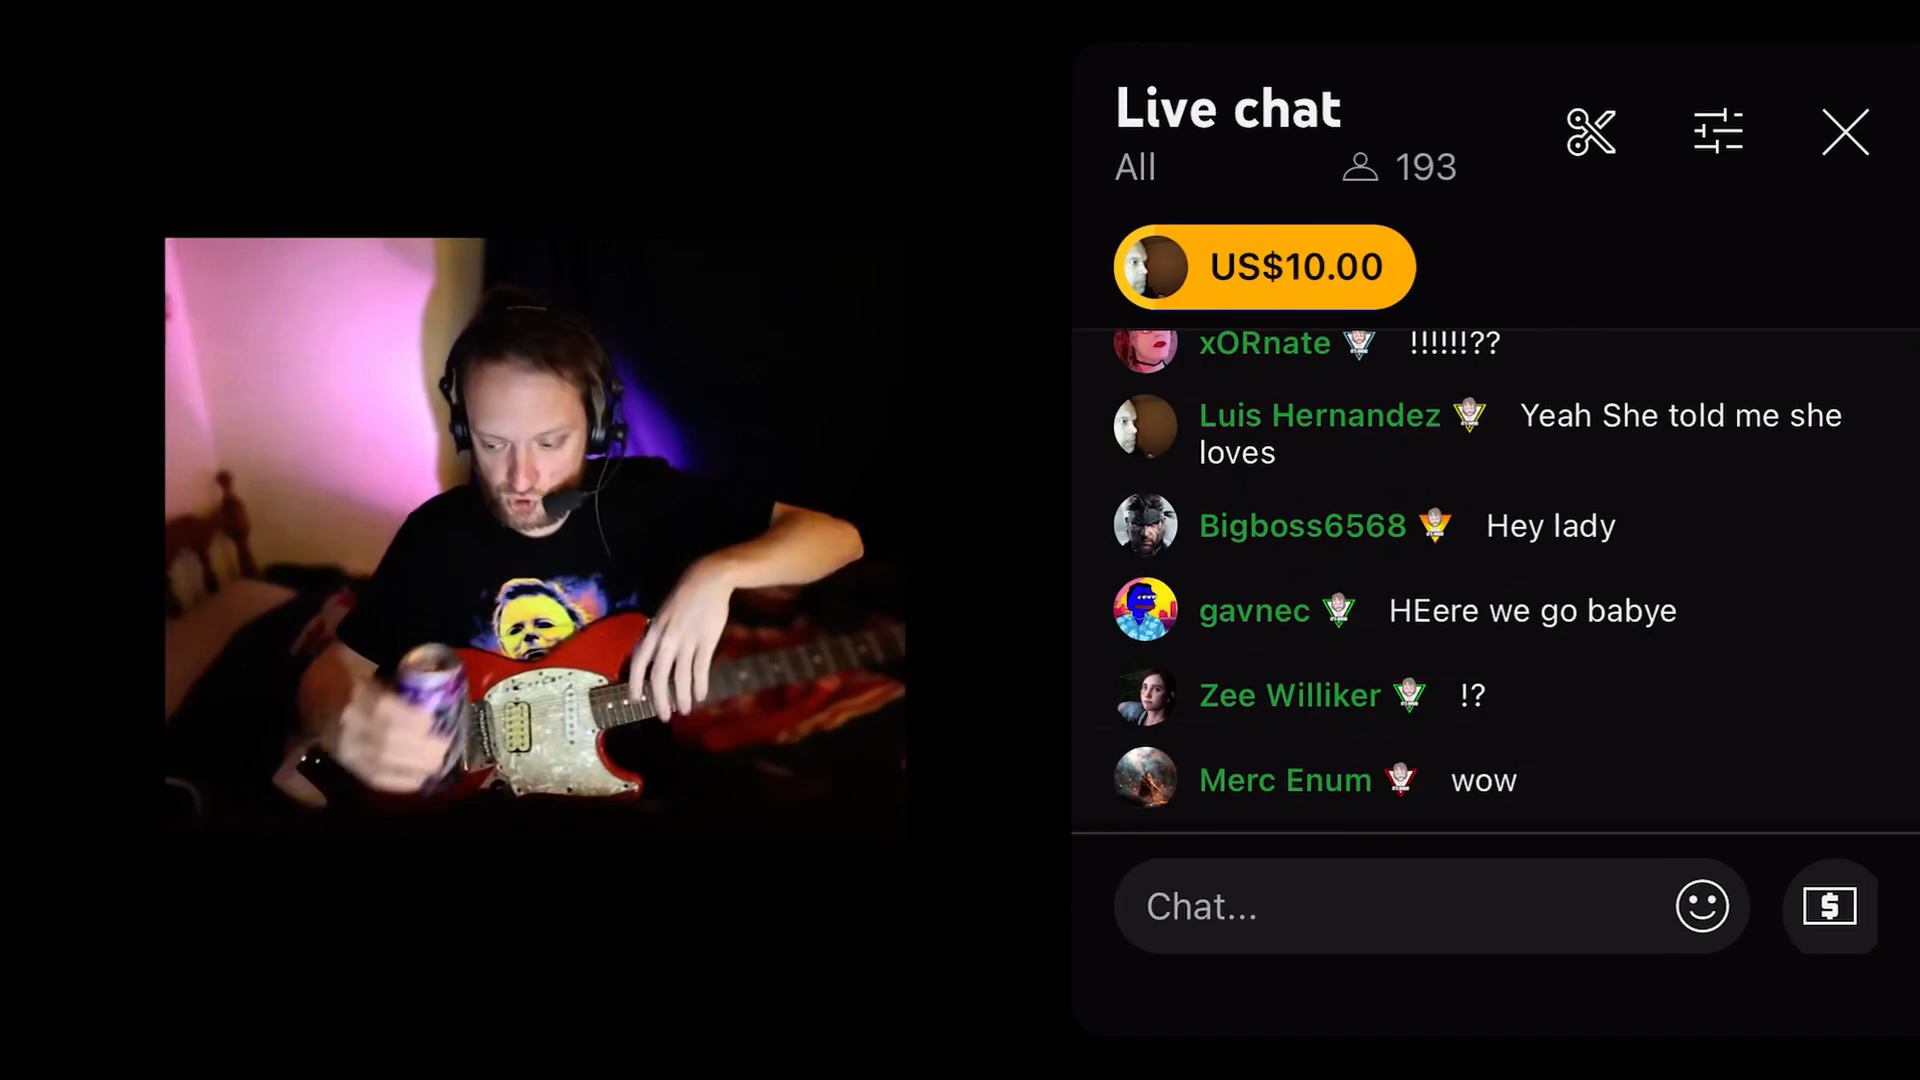 Live chat
All 193
US$10.00
xORnate !!!!!!??
Luis Hernandez Yeah She told me she
loves
Bigboss6568 Hey lady
gavnec HEere we go babye
Zee Williker !?
Merc Enum wow
Chat...